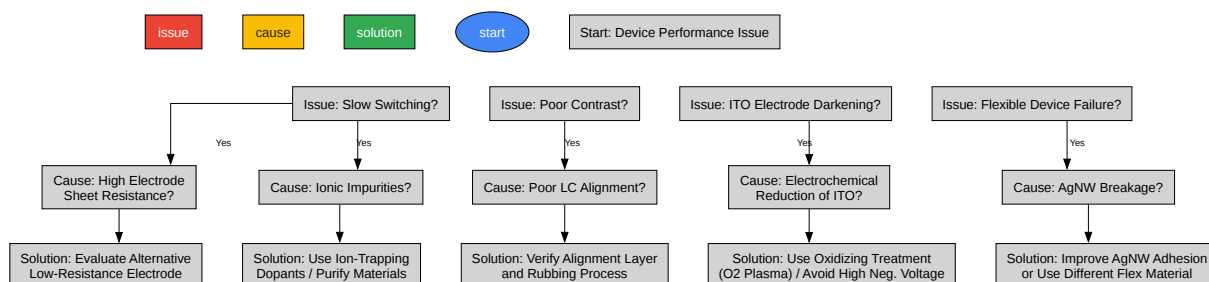 issue
cause
solution
start
Start: Device Performance Issue
Issue: Slow Switching?
Issue: Poor Contrast?
Issue: ITO Electrode Darkening?
Issue: Flexible Device Failure?
Yes
Yes
Yes
Yes
Yes
Cause: High Electrode
Sheet Resistance?
Cause: Ionic Impurities?
Cause: Poor LC Alignment?
Cause: Electrochemical
Reduction of ITO?
Cause: AgNW Breakage?
Solution: Evaluate Alternative
Low-Resistance Electrode
Solution: Use Ion-Trapping
Dopants / Purify Materials
Solution: Verify Alignment Layer
and Rubbing Process
Solution: Use Oxidizing Treatment
(O2 Plasma) / Avoid High Neg. Voltage
Solution: Improve AgNW Adhesion
or Use Different Flex Material